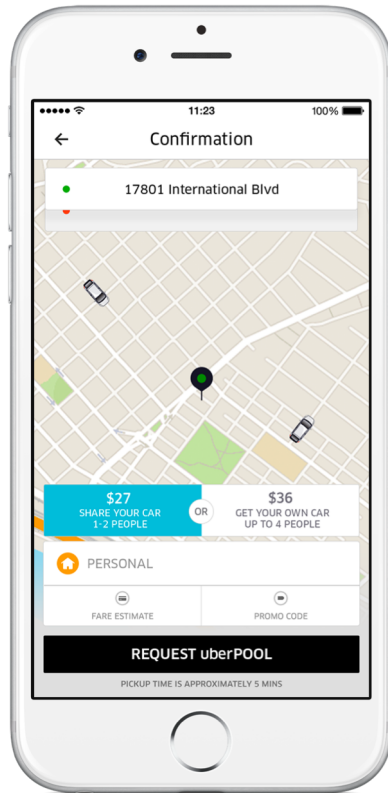 11:23
100%
Confirmation
17801 International Blvd
$27
SHARE YOUR CAR
1-2 PEOPLE
OR
$36
GET YOUR OWN CAR
UP TO 4 PEOPLE
PERSONAL
FARE ESTIMATE
PROMO CODE
REQUEST uberPOOL
PICKUP TIME IS APPROXIMATELY 5 MINS